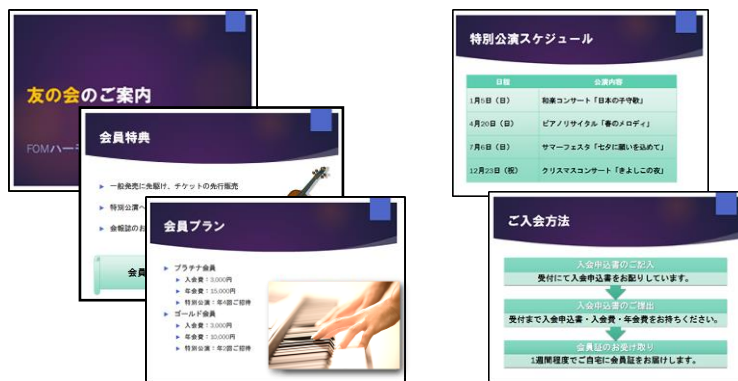 友の会のご案内
FOMハーモ
会員特典
一般発売に先駆け、チケットの先行販売
特別公演へ
会報誌のお
会員
会員プラン
プラチナ会員
入会費：3,000円
年会費：15,000円
特別公演：年4回ご招待
ゴールド会員
入会費：3,000円
年会費：10,000円
特別公演：年2回ご招待
特別公演スケジュール
日程 公演内容
1月5日（日） 和楽コンサート「日本の子守歌」
4月20日（日） ピアノリサイタル「春のメロディ」
7月6日（日） サマーフェスタ「七夕に願いを込めて」
12月23日（祝） クリスマスコンサート「きよしこの夜」
ご入会方法
入会申込書のご記入
受付にて入会申込書をお配りしています。
入会申込書のご提出
受付まで入会申込書・入会費・年会費をお持ちください。
会員証のお受け取り
1週間程度でご自宅に会員証をお届けします。